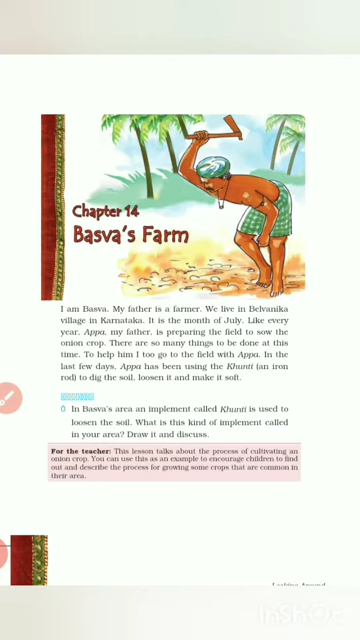 Chapter 14
Basva's Farm
I am Basva. My father is a farmer. We live in Belvanika
village in Karnataka. It is the month of July. Like every
year, Appa, my father, is preparing the field to sow the
onion crop. There are so many things to be done at this
time. To help him I too go to the field with Appa. In the
last few days, Appa has been using the Khunti (an iron
rod) to dig the soil, loosen it and make it soft.
In Basva's area an implement called Khunti is used to
loosen the soil. What is this kind of implement called
in your area? Draw it and discuss.
For the teacher: This lesson talks about the process of cultivating an
onion crop. You can use this as an example to encourage children to find
out and describe the process for growing some crops that are common in
their area.
Looking Around
InShOt